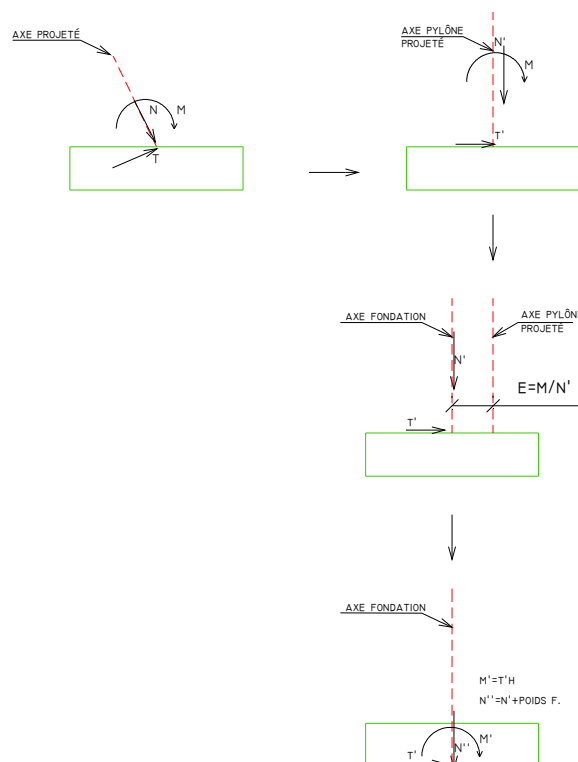 AXE PROJETÉ
N
M
T
AXE PYLÔNE
PROJETÉ
N'
M
T'
AXE FONDATION
AXE PYLÔNE
PROJETÉ
N'
E=M/N'
T'
AXE FONDATION
M'=T'H
N''=N'+POIDS F.
M'
N''
T'